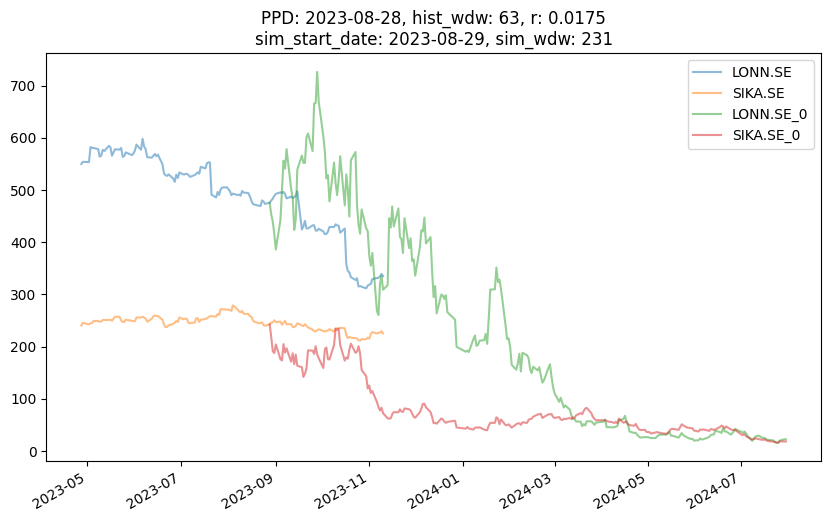 PPD: 2023-08-28, hist_wdw: 63, r: 0.0175
sim_start_date: 2023-08-29, sim_wdw: 231
LONN.SE
SIKA.SE
LONN.SE_0
SIKA.SE_0
700
600
500
400
300
200
100
0
2023-05
2023-07
2023-09
2023-11
2024-01
2024-03
2024-05
2024-07